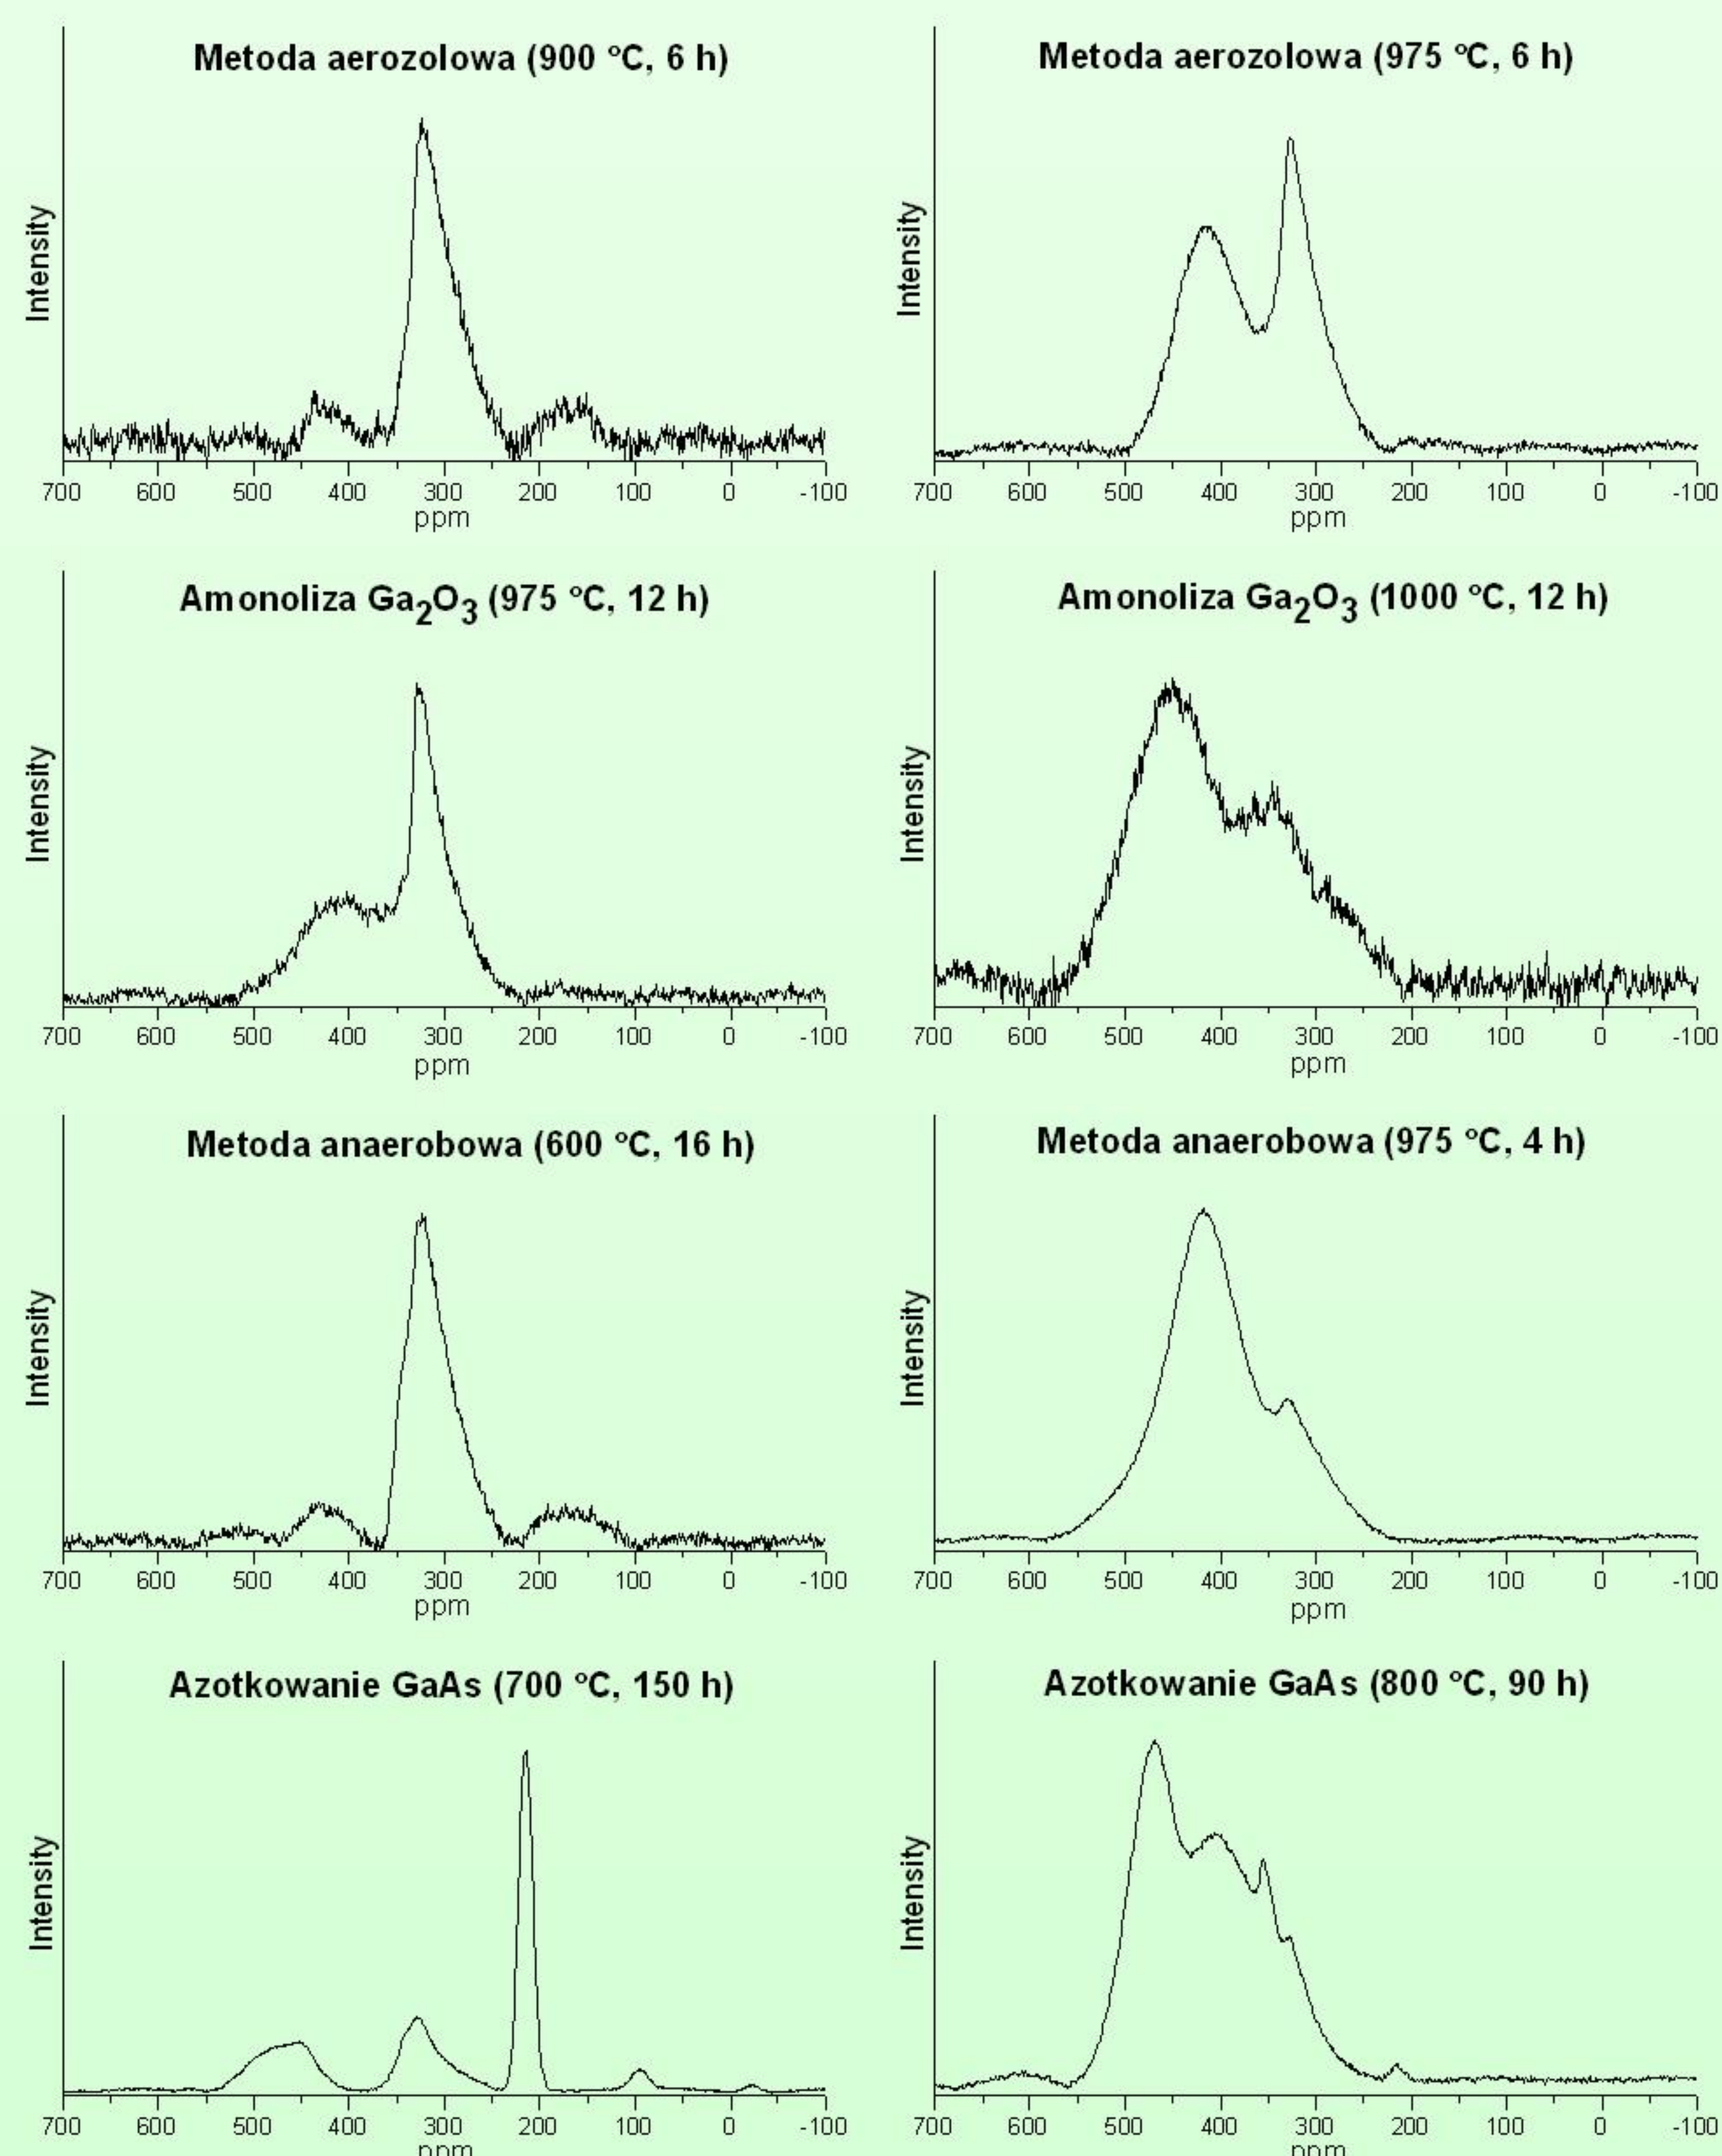 Metoda aerozolowa (900 °C, 6 h)
Intensity
700 600 500 400 300 200 100 0 -100
ppm
Metoda aerozolowa (975 °C, 6 h)
Intensity
700 600 500 400 300 200 100 0 -100
ppm
Amonoliza Ga2O3 (975 °C, 12 h)
Intensity
700 600 500 400 300 200 100 0 -100
ppm
Amonoliza Ga2O3 (1000 °C, 12 h)
Intensity
700 600 500 400 300 200 100 0 -100
ppm
Metoda anaerobowa (600 °C, 16 h)
Intensity
700 600 500 400 300 200 100 0 -100
ppm
Metoda anaerobowa (975 °C, 4 h)
Intensity
700 600 500 400 300 200 100 0 -100
ppm
Azotkowanie GaAs (700 °C, 150 h)
Intensity
700 600 500 400 300 200 100 0 -100
ppm
Azotkowanie GaAs (800 °C, 90 h)
Intensity
700 600 500 400 300 200 100 0 -100
ppm